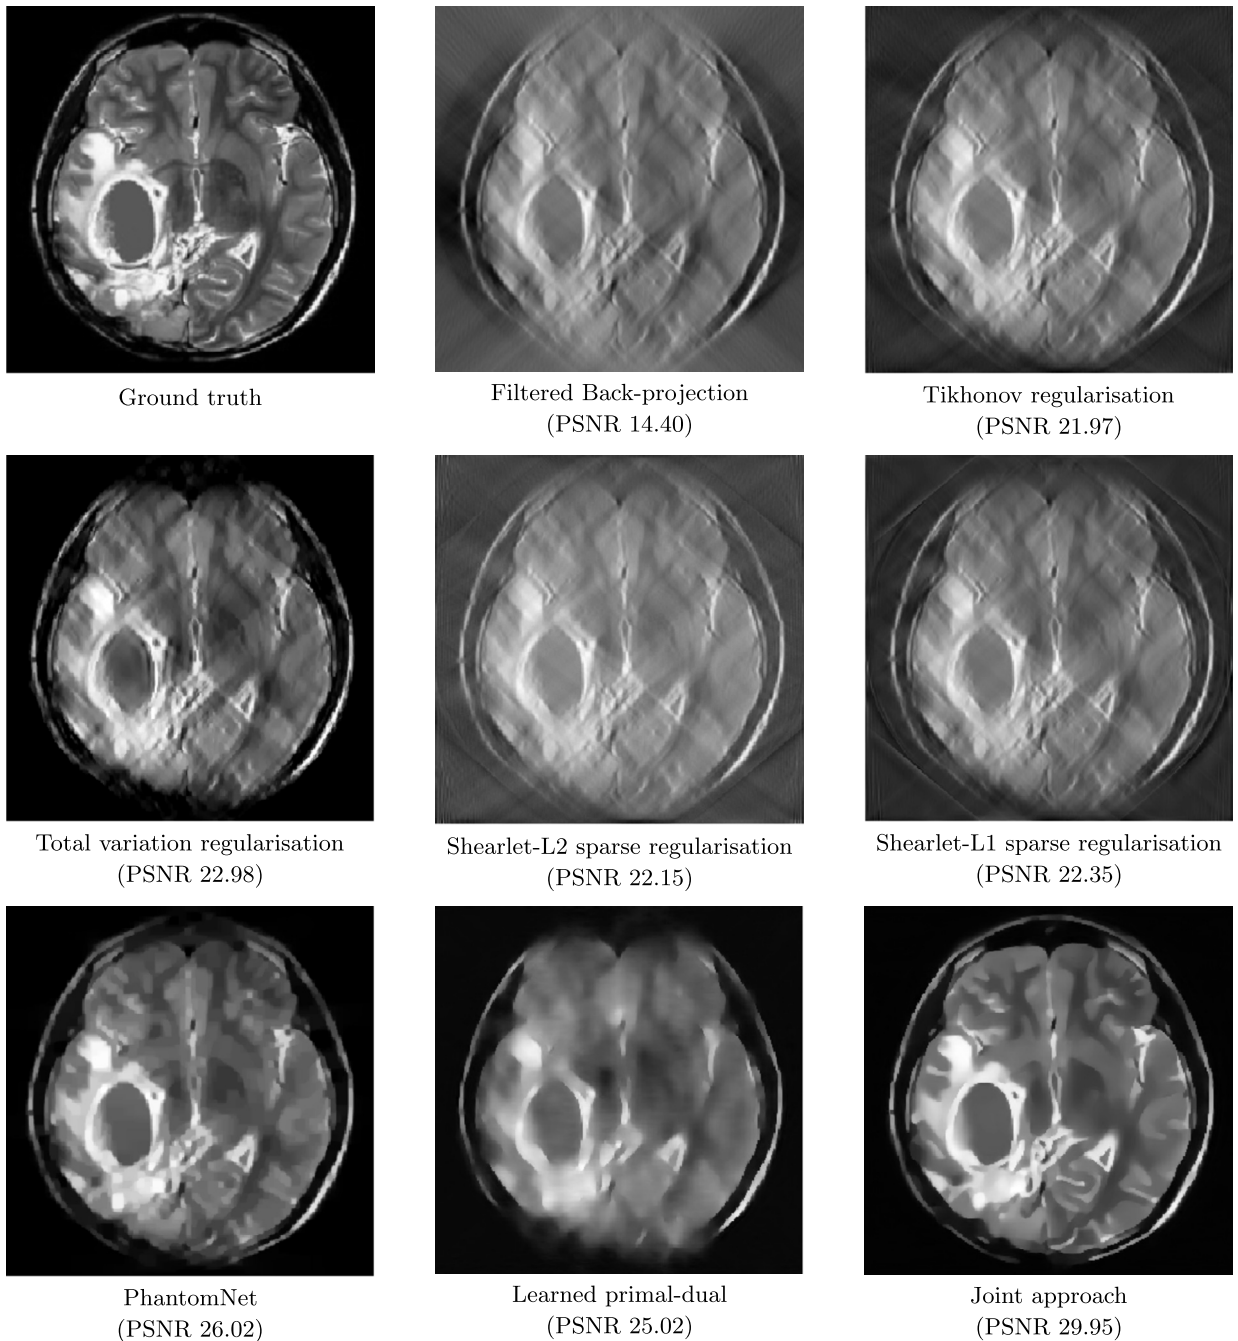 Ground truth
Filtered Back-projection
(PSNR 14.40)
Tikhonov regularisation
(PSNR 21.97)
Total variation regularisation
(PSNR 22.98)
Shearlet-L2 sparse regularisation
(PSNR 22.15)
Shearlet-L1 sparse regularisation
(PSNR 22.35)
PhantomNet
(PSNR 26.02)
Learned primal-dual
(PSNR 25.02)
Joint approach
(PSNR 29.95)